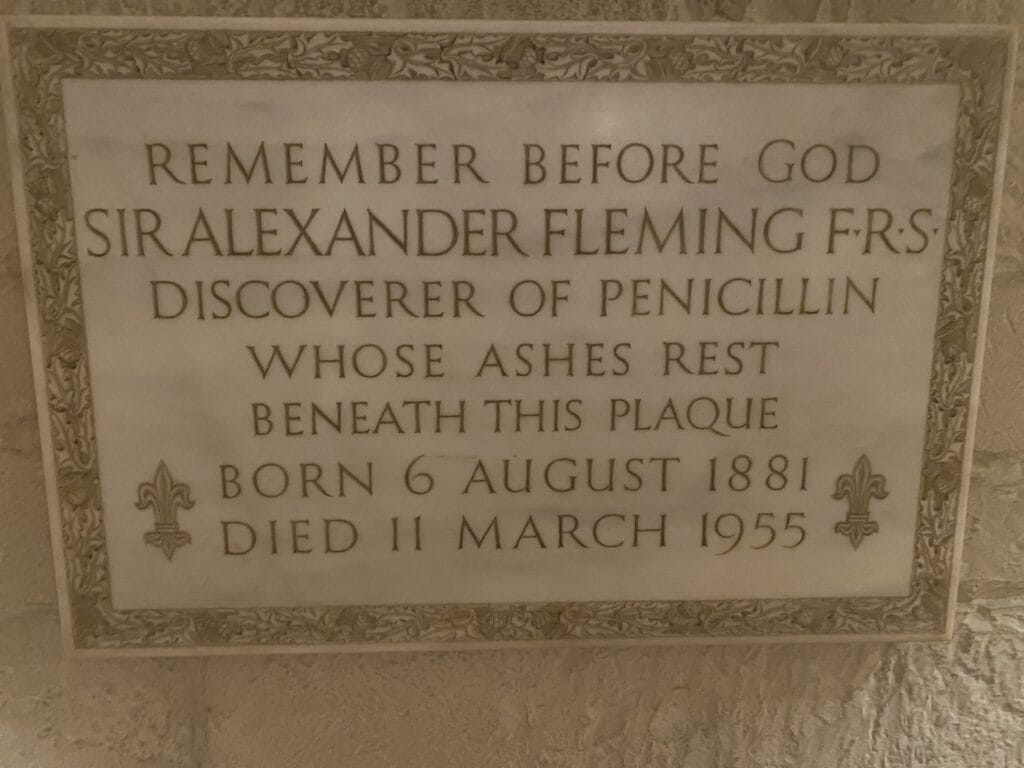 REMEMBER BEFORE GOD
SIR ALEXANDER FLEMING F·R·S·
DISCOVERER OF PENICILLIN
WHOSE ASHES REST
BENEATH THIS PLAQUE
BORN 6 AUGUST 1881
DIED 11 MARCH 1955